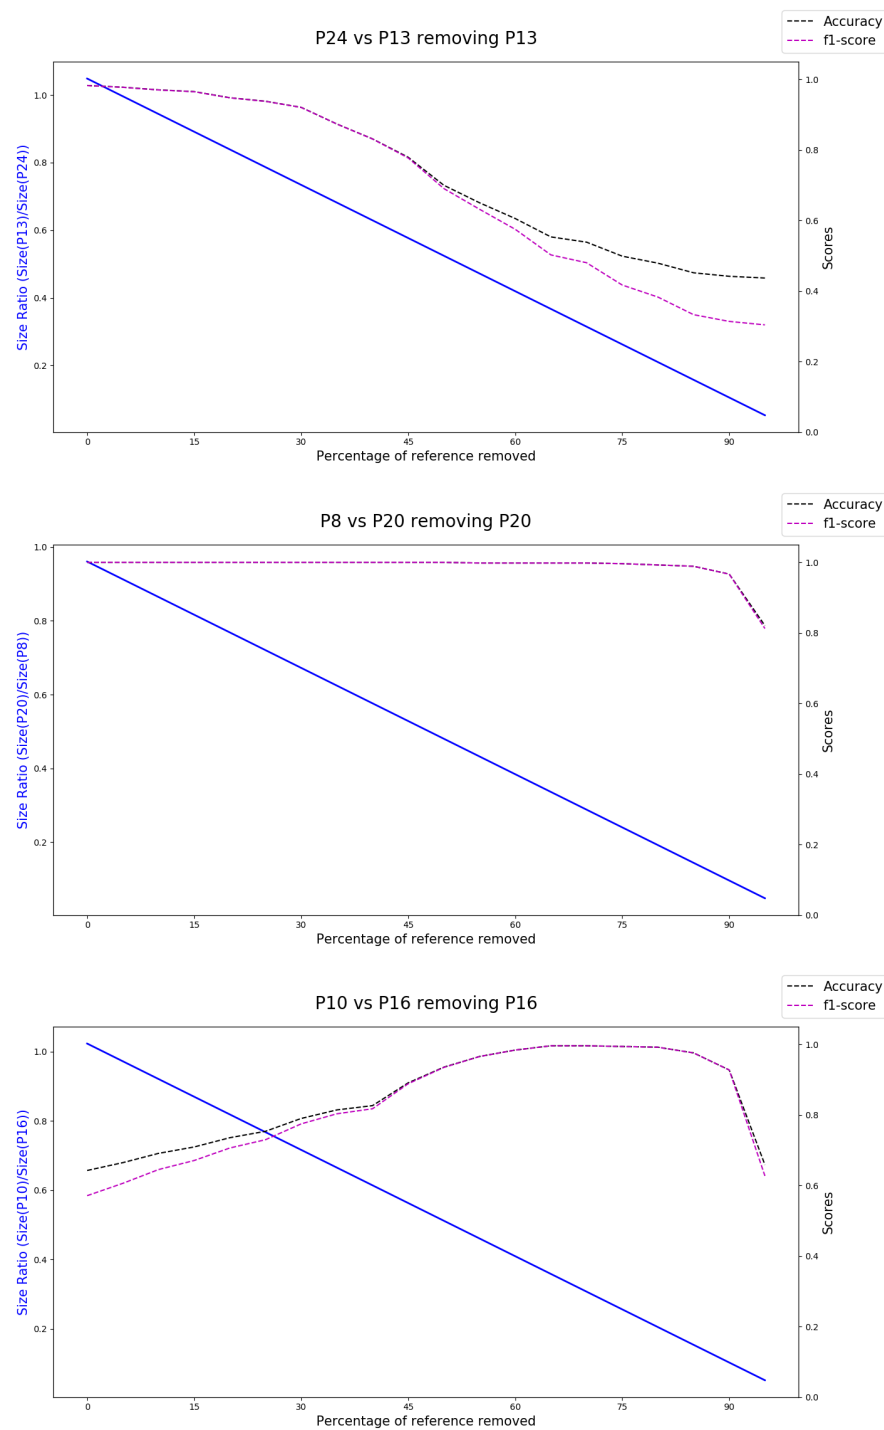 P24 vs P13 removing P13
Accuracy
f1-score
Size Ratio (Size(P13)/Size(P24))
1.0
0.8
0.6
0.4
0.2
1.0
0.8
0.6
0.4
0.2
0.0
Scores
0 15 30 45 60 75 90
Percentage of reference removed
P8 vs P20 removing P20
Accuracy
f1-score
Size Ratio (Size(P20)/Size(P8))
1.0
0.8
0.6
0.4
0.2
1.0
0.8
0.6
0.4
0.2
0.0
Scores
0 15 30 45 60 75 90
Percentage of reference removed
P10 vs P16 removing P16
Accuracy
f1-score
Size Ratio (Size(P10)/Size(P16))
1.0
0.8
0.6
0.4
0.2
1.0
0.8
0.6
0.4
0.2
0.0
Scores
0 15 30 45 60 75 90
Percentage of reference removed